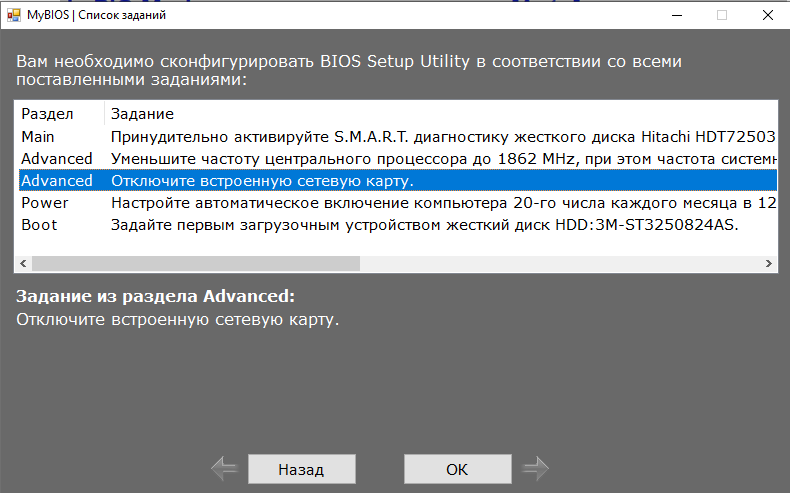 MyBIOS | Список заданий
Вам необходимо сконфигурировать BIOS Setup Utility в соответствии со всеми
поставленными заданиями:
Раздел Задание
Main Принудительно активируйте S.M.A.R.T. диагностику жесткого диска Hitachi HDT72503
Advanced Уменьшите частоту центрального процессора до 1862 MHz, при этом частота
Advanced Отключите встроенную сетевую карту.
Power Настройте автоматическое включение компьютера 20-го числа каждого месяца в 12
Boot Задайте первым загрузочным устройством жесткий диск HDD:3M-ST3250824AS.
Задание из раздела Advanced:
Отключите встроенную сетевую карту.
Назад OK